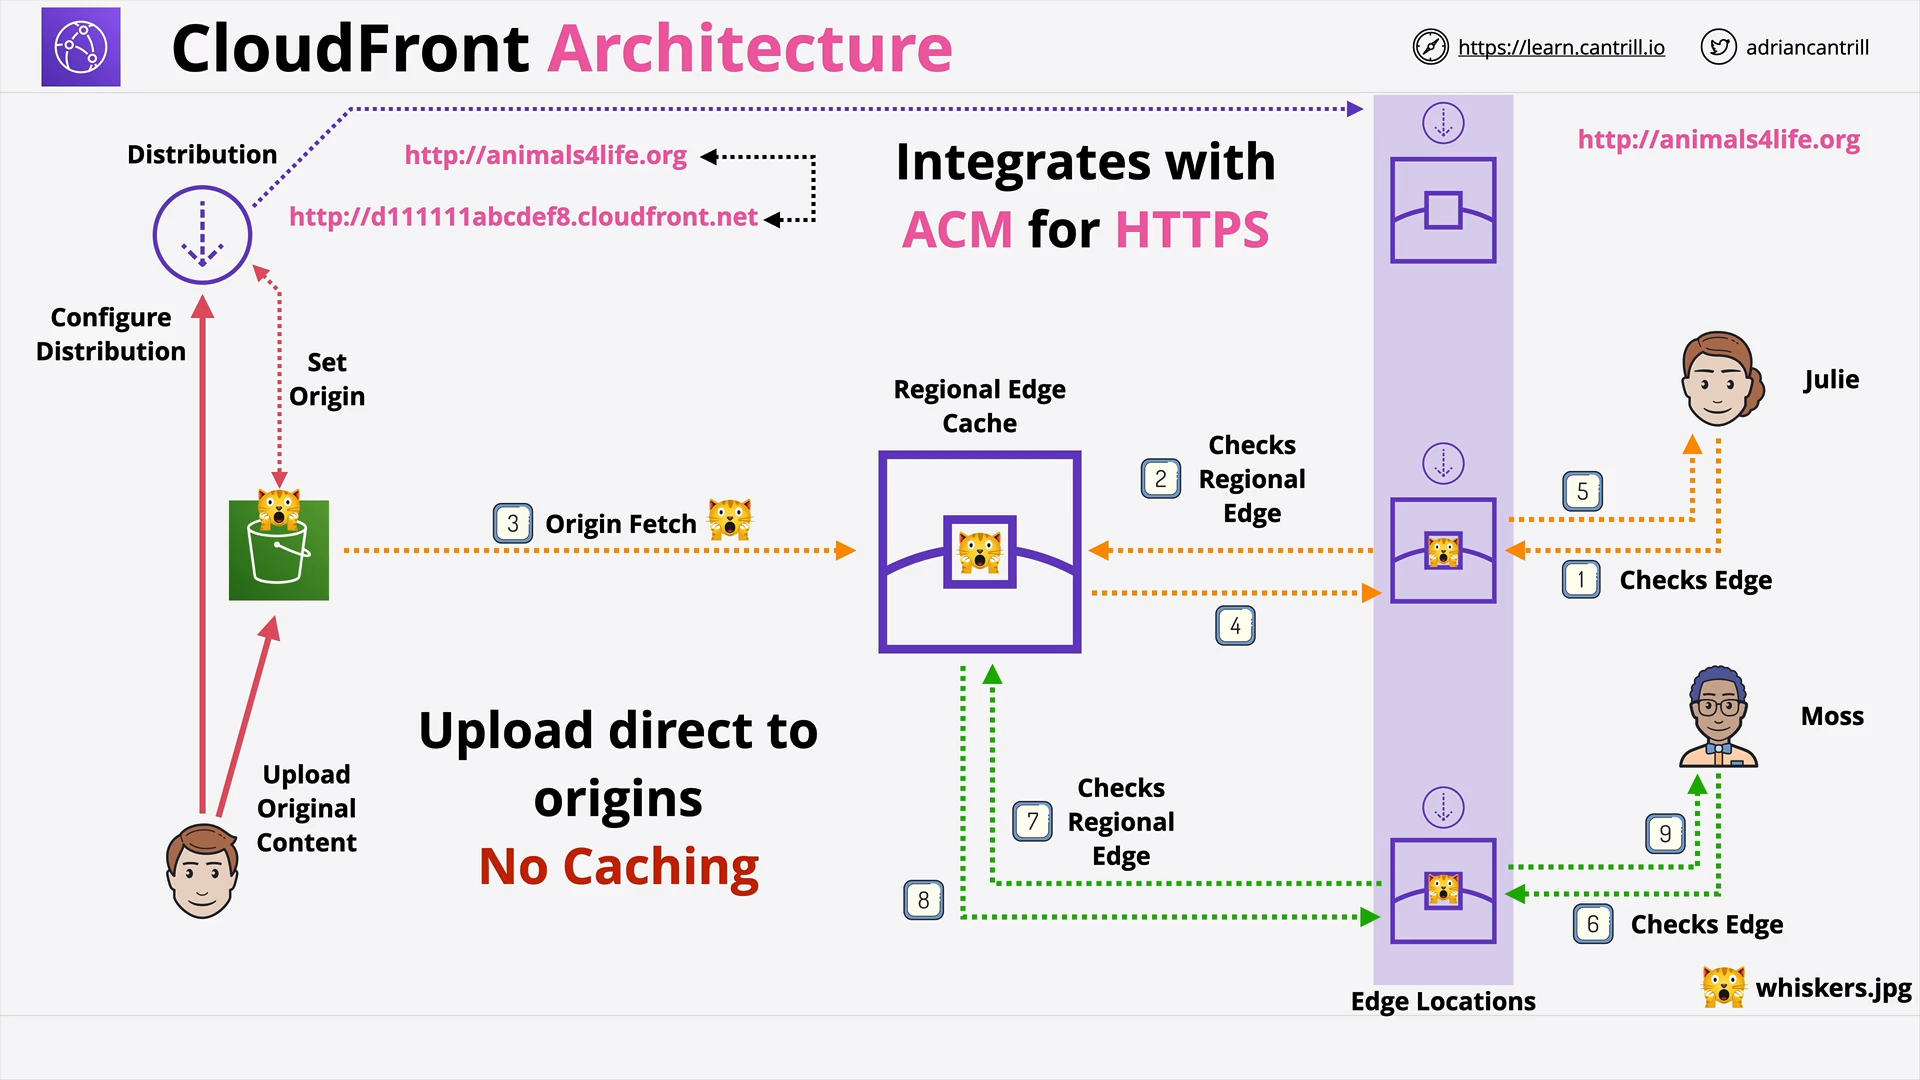 CloudFront Architecture
https://learn.cantrill.io
adriancantrill
Distribution
http://animals4life.org
http://d111111abcdef8.cloudfront.net
Integrates with
ACM for HTTPS
http://animals4life.org
Configure
Distribution
Set
Origin
Regional Edge
Cache
3 Origin Fetch
2
Checks
Regional
Edge
4
Julie
5
1 Checks Edge
Upload
Original
Content
Upload direct to
origins
No Caching
7
Checks
Regional
Edge
8
Moss
9
6 Checks Edge
whiskers.jpg
Edge Locations